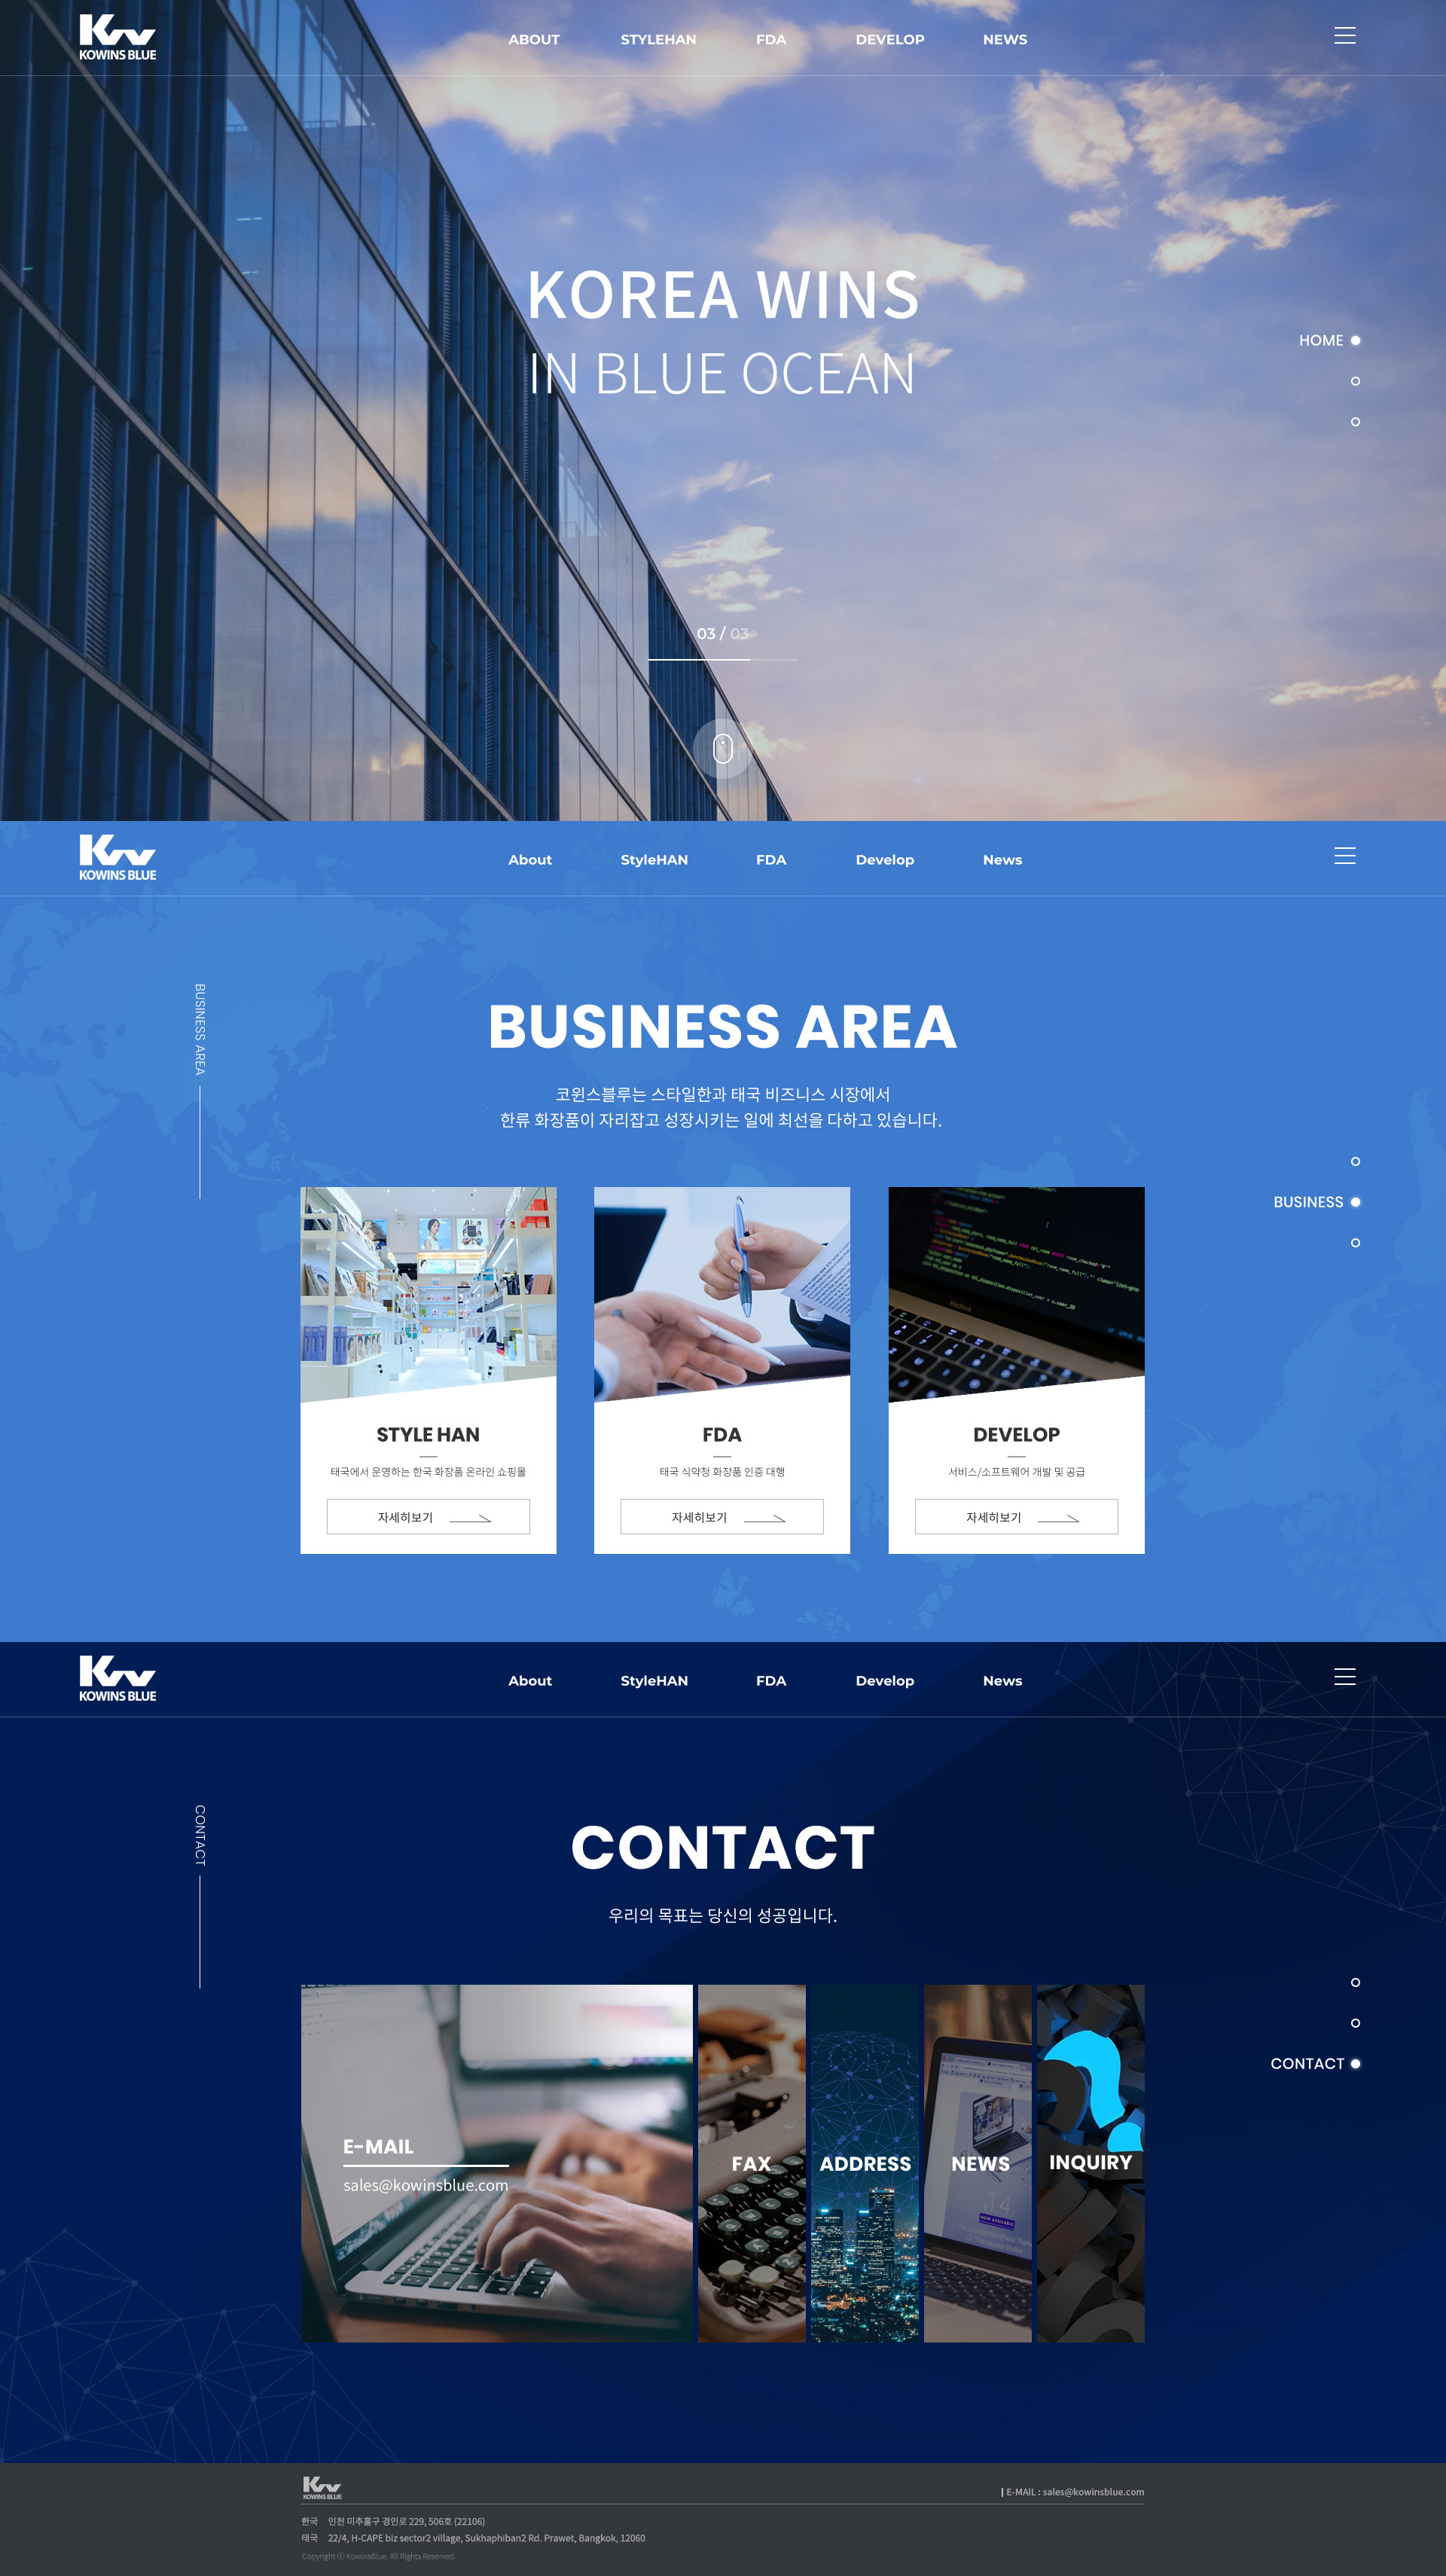 KOWINS BLUE
ABOUT STYLEHAN FDA DEVELOP NEWS
KOREA WINS
IN BLUE OCEAN
HOME
03 / 03
KOWINS BLUE
About StyleHAN FDA Develop News
BUSINESS AREA
BUSINESS AREA
코윈스블루는 스타일한과 태국 비즈니스 시장에서
한류 화장품이 자리잡고 성장시키는 일에 최선을 다하고 있습니다.
BUSINESS
STYLE HAN
태국에서 운영하는 한국 화장품 온라인 쇼핑몰
자세히보기
FDA
태국 식약청 화장품 인증 대행
자세히보기
MacBook
DEVELOP
서비스/소프트웨어 개발 및 공급
자세히보기
KOWINS BLUE
About StyleHAN FDA Develop News
CONTACT
CONTACT
우리의 목표는 당신의 성공입니다.
CONTACT
E-MAIL
sales@kowinsblue.com
FAX
ADDRESS
NEWS
14
NOW AVAILABLE
INQUIRY
KOWINS BLUE
E-MAIL : sales@kowinsblue.com
한국 인천 미추홀구 경인로 229, 506호 (22106)
태국 22/4, H-CAPE biz sector2 village, Sukhaphiban2 Rd. Prawet, Bangkok, 12060
Copyright ⓒ KowinsBlue. All Rights Reserved.